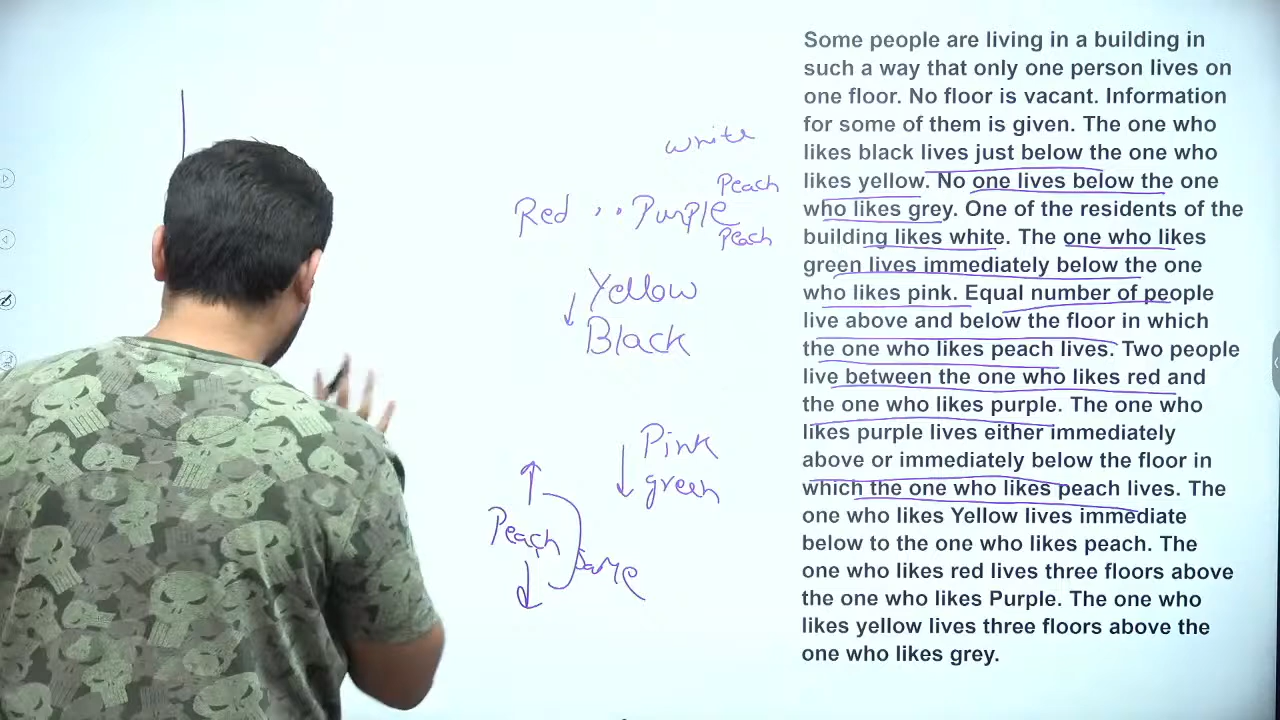 Some people are living in a building in
such a way that only one person lives on
one floor. No floor is vacant. Information
for some of them is given. The one who
likes black lives just below the one who
likes yellow. No one lives below the one
who likes grey. One of the residents of the
building likes white. The one who likes
green lives immediately below the one
who likes pink. Equal number of people
live above and below the floor in which
the one who likes peach lives. Two people
live between the one who likes red and
the one who likes purple. The one who
likes purple lives either immediately
above or immediately below the floor in
which the one who likes peach lives. The
one who likes Yellow lives immediate
below to the one who likes peach. The
one who likes red lives three floors above
the one who likes Purple. The one who
likes yellow lives three floors above the
one who likes grey.
white
Peach
Red , . . Purple
Peach
Yellow
Black
Pink
green
Peach
Same